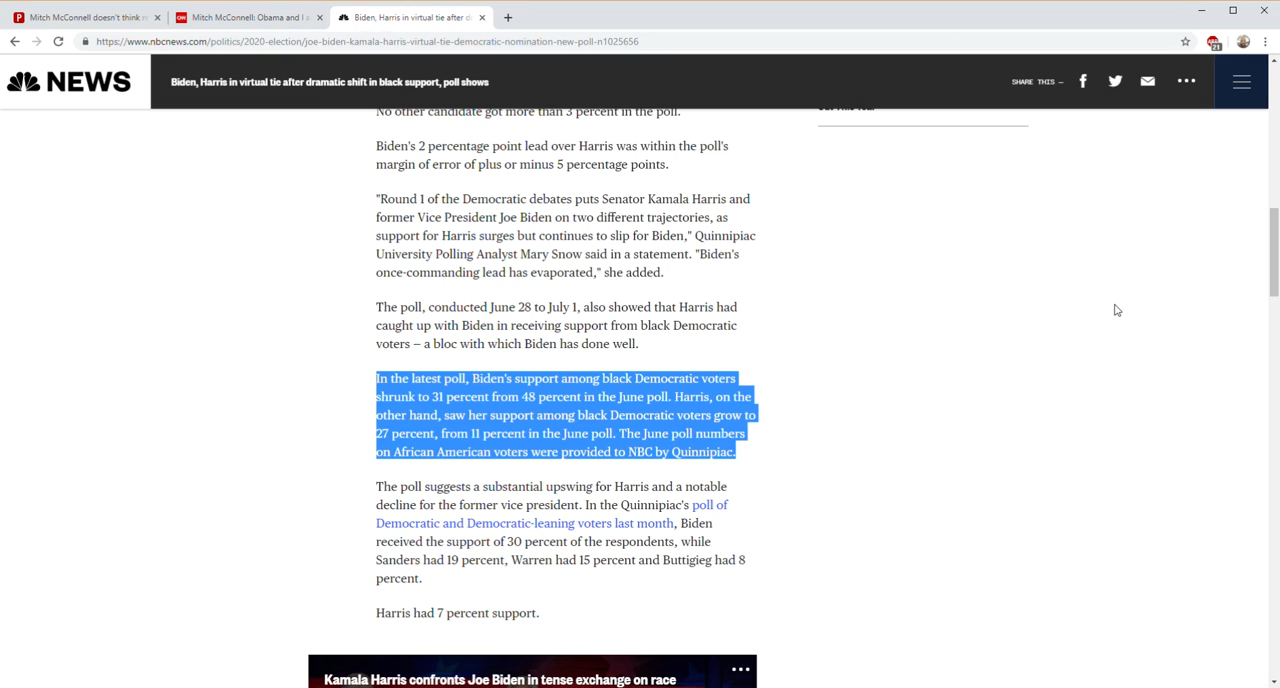 Mitch McConnell doesn't think re
Mitch McConnell: Obama and I a
Biden, Harris in virtual tie after d
https://www.nbcnews.com/politics/2020-election/joe-biden-kamala-harris-virtual-tie-democratic-nomination-new-poll-n1025656
21
NEWS
Biden, Harris in virtual tie after dramatic shift in black support, poll shows
SHARE THIS —
No other candidate got more than 3 percent in the poll.
Biden's 2 percentage point lead over Harris was within the poll's
margin of error of plus or minus 5 percentage points.
"Round 1 of the Democratic debates puts Senator Kamala Harris and
former Vice President Joe Biden on two different trajectories, as
support for Harris surges but continues to slip for Biden," Quinnipiac
University Polling Analyst Mary Snow said in a statement. "Biden's
once-commanding lead has evaporated," she added.
The poll, conducted June 28 to July 1, also showed that Harris had
caught up with Biden in receiving support from black Democratic
voters — a bloc with which Biden has done well.
In the latest poll, Biden's support among black Democratic voters
shrunk to 31 percent from 48 percent in the June poll. Harris, on the
other hand, saw her support among black Democratic voters grow to
27 percent, from 11 percent in the June poll. The June poll numbers
on African American voters were provided to NBC by Quinnipiac.
The poll suggests a substantial upswing for Harris and a notable
decline for the former vice president. In the Quinnipiac's poll of
Democratic and Democratic-leaning voters last month, Biden
received the support of 30 percent of the respondents, while
Sanders had 19 percent, Warren had 15 percent and Buttigieg had 8
percent.
Harris had 7 percent support.
Kamala Harris confronts Joe Biden in tense exchange on race